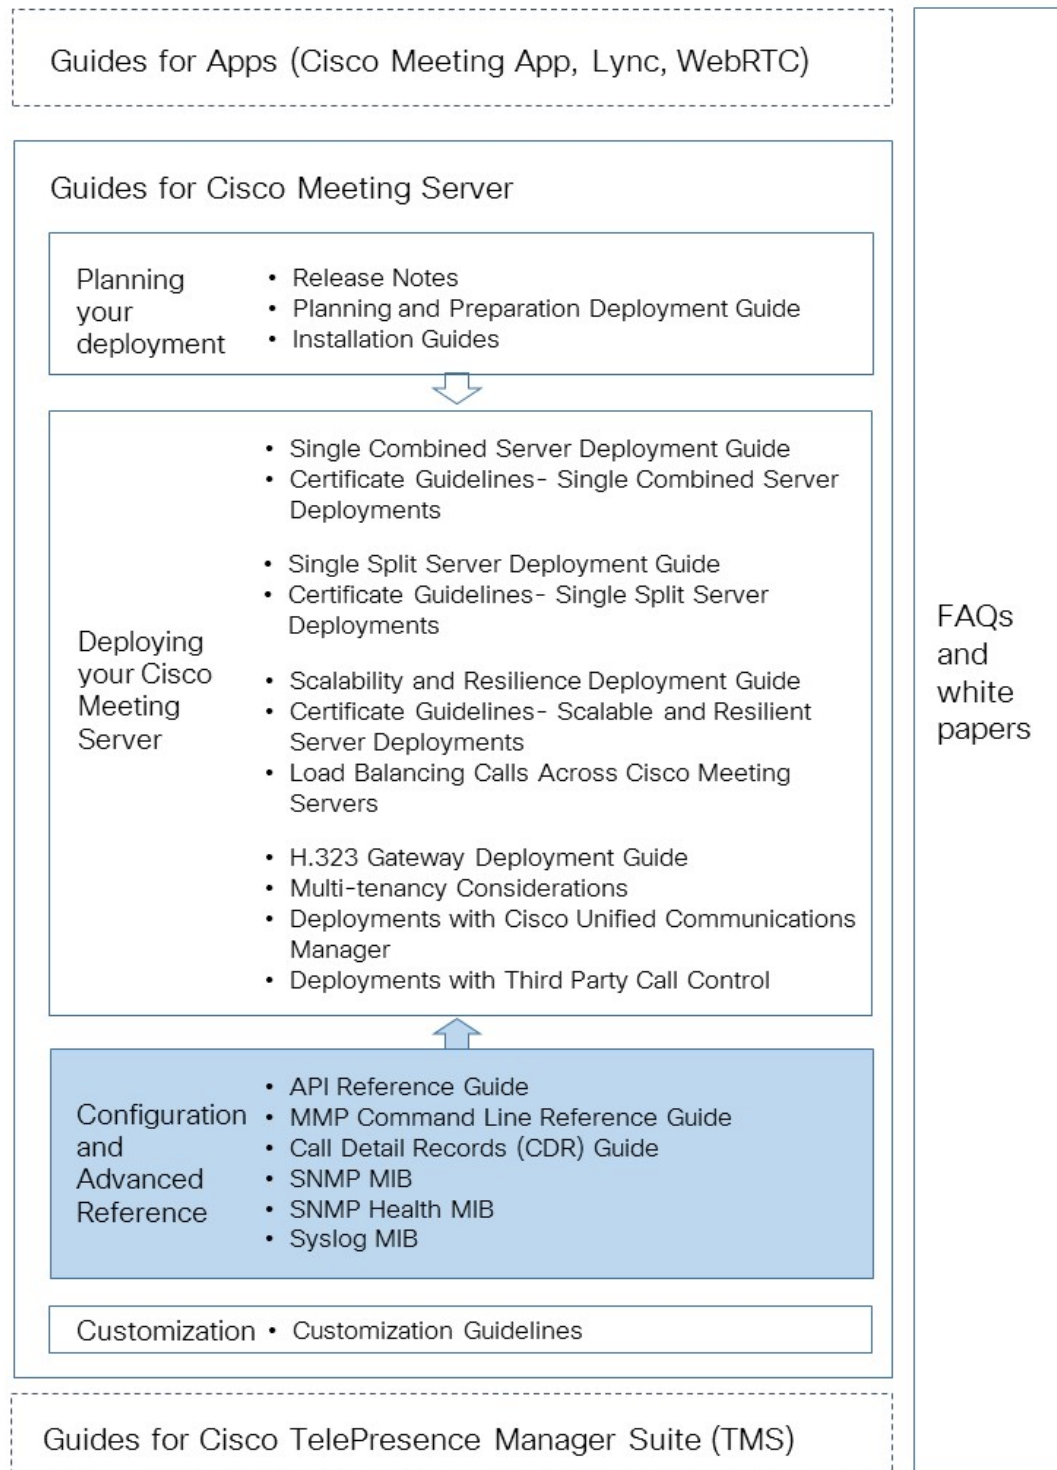 Guides for Apps (Cisco Meeting App, Lync, WebRTC)
Guides for Cisco Meeting Server
Planning
your
deployment
• Release Notes
• Planning and Preparation Deployment Guide
• Installation Guides
Deploying
your Cisco
Meeting
Server
• Single Combined Server Deployment Guide
• Certificate Guidelines- Single Combined Server
Deployments
• Single Split Server Deployment Guide
• Certificate Guidelines- Single Split Server
Deployments
• Scalability and Resilience Deployment Guide
• Certificate Guidelines- Scalable and Resilient
Server Deployments
• Load Balancing Calls Across Cisco Meeting
Servers
• H.323 Gateway Deployment Guide
• Multi-tenancy Considerations
• Deployments with Cisco Unified Communications
Manager
• Deployments with Third Party Call Control
Configuration
and
Advanced
Reference
• API Reference Guide
• MMP Command Line Reference Guide
• Call Detail Records (CDR) Guide
• SNMP MIB
• SNMP Health MIB
• Syslog MIB
Customization • Customization Guidelines
Guides for Cisco TelePresence Manager Suite (TMS)
FAQs
and
white
papers